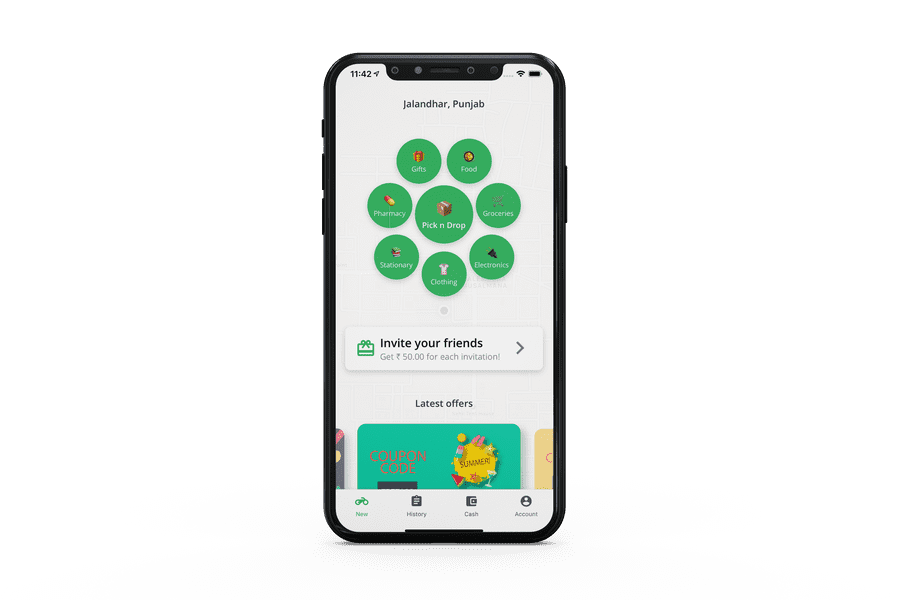 11:42
Jalandhar, Punjab
Gifts
Food
Pharmacy
Pick n Drop
Groceries
Stationary
Clothing
Electronics
Invite your friends
Get ₹ 50.00 for each invitation!
Latest offers
COUPON
CODE
SUMMER!
New
History
Cash
Account